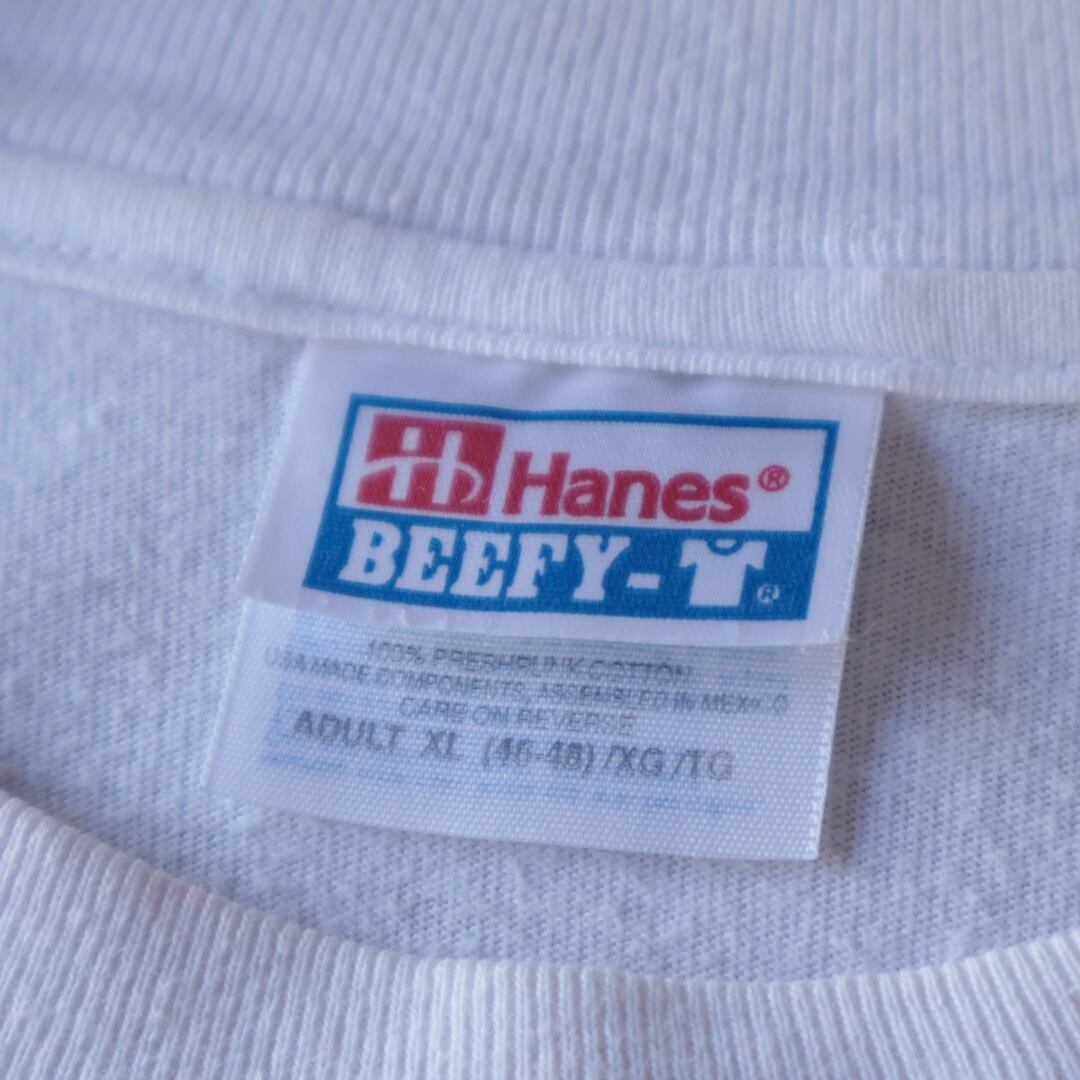 Hanes®
BEEFY-T®
100% PRESHRUNK COTTON
USA MADE COMPONENTS, ASSEMBLED IN MEXICO
CARE ON REVERSE
ADULT XL (46-48) /XG /TG